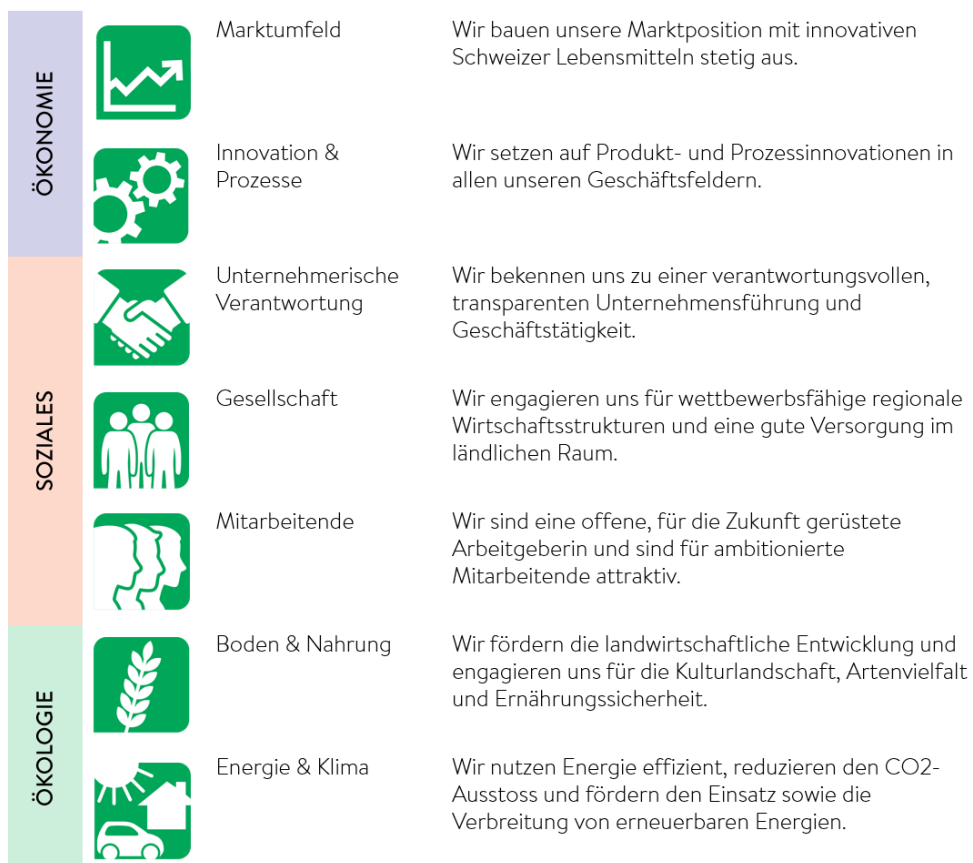 ÖKONOMIE
Marktumfeld
Wir bauen unsere Marktposition mit innovativen
Schweizer Lebensmitteln stetig aus.
Innovation &
Prozesse
Wir setzen auf Produkt- und Prozessinnovationen in
allen unseren Geschäftsfeldern.
SOZIALES
Unternehmerische
Verantwortung
Wir bekennen uns zu einer verantwortungsvollen,
transparenten Unternehmensführung und
Geschäftstätigkeit.
Gesellschaft
Wir engagieren uns für wettbewerbsfähige regionale
Wirtschaftsstrukturen und eine gute Versorgung im
ländlichen Raum.
Mitarbeitende
Wir sind eine offene, für die Zukunft gerüstete
Arbeitgeberin und sind für ambitionierte
Mitarbeitende attraktiv.
ÖKOLOGIE
Boden & Nahrung
Wir fördern die landwirtschaftliche Entwicklung und
engagieren uns für die Kulturlandschaft, Artenvielfalt
und Ernährungssicherheit.
Energie & Klima
Wir nutzen Energie effizient, reduzieren den CO2-
Ausstoss und fördern den Einsatz sowie die
Verbreitung von erneuerbaren Energien.